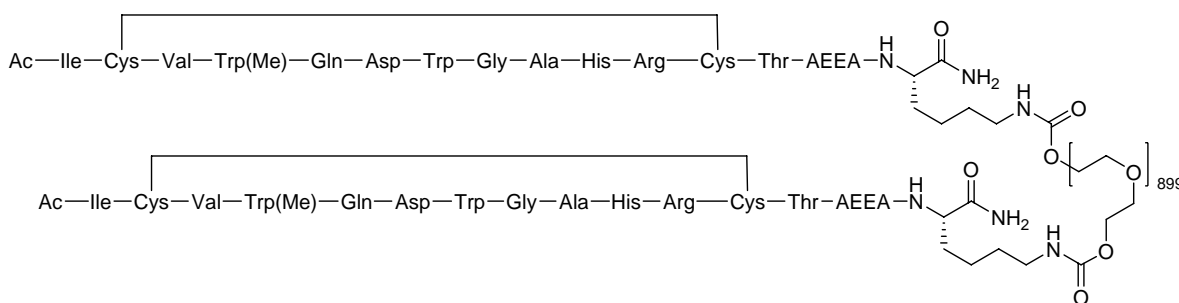 Ac—Ile—Cys—Val—Trp(Me)—Gln—Asp—Trp—Gly—Ala—His—Arg—Cys—Thr—AEEA—N H O NH2
H N O
O O 899
Ac—Ile—Cys—Val—Trp(Me)—Gln—Asp—Trp—Gly—Ala—His—Arg—Cys—Thr—AEEA—N H O NH2
H N O
O